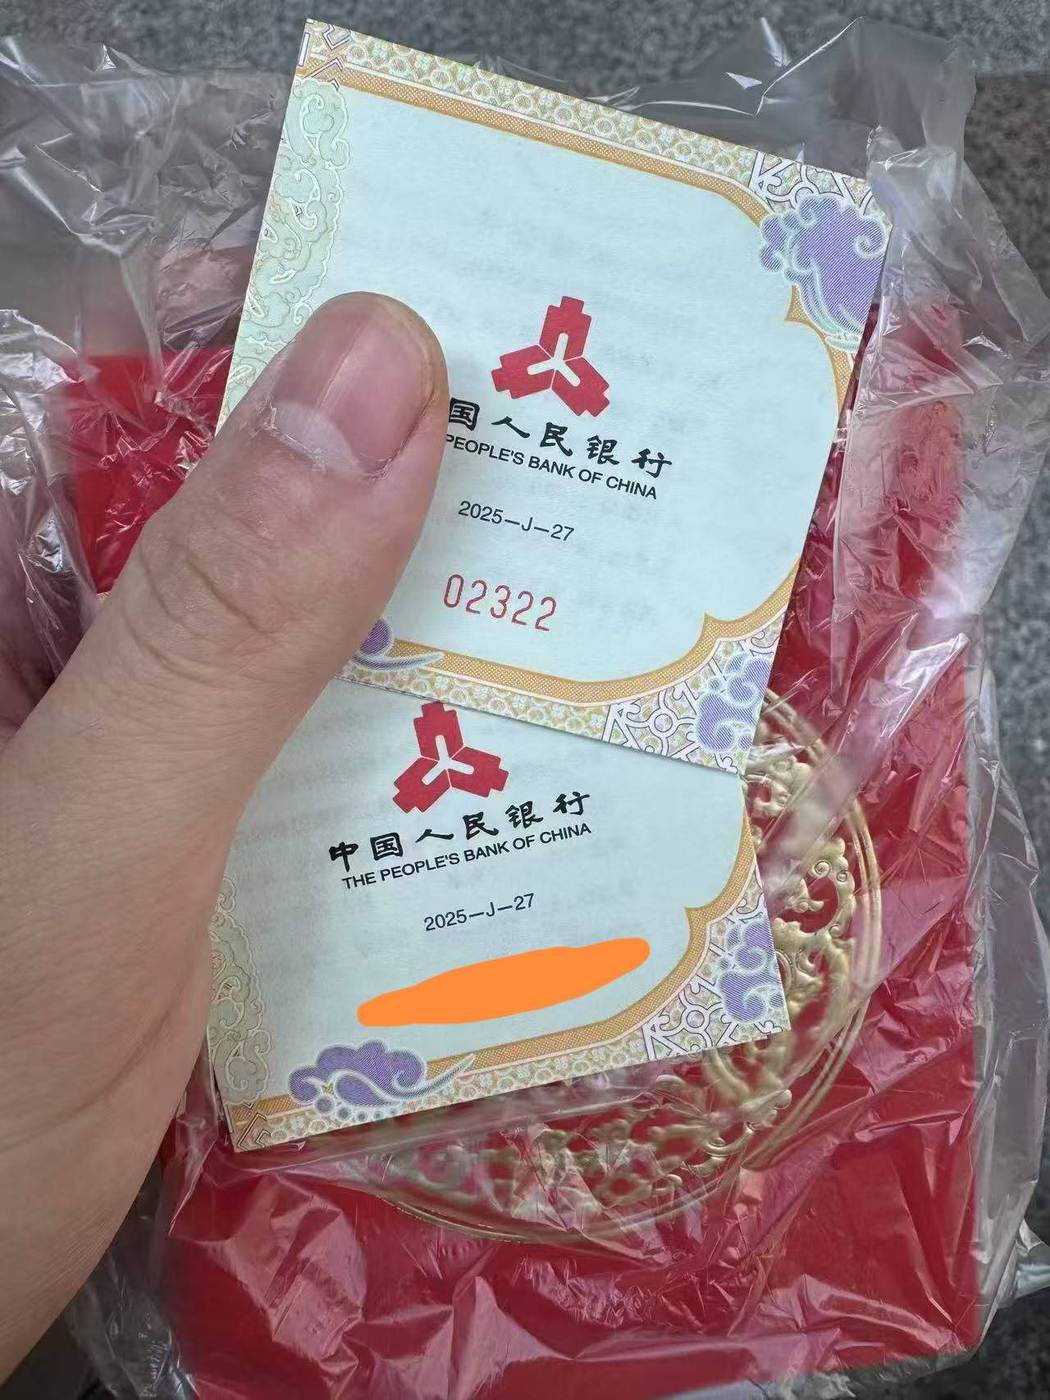 国人民银行
PEOPLE'S BANK OF CHINA
2025—J—27
02322
中国人民银行
THE PEOPLE'S BANK OF CHINA
2025—J—27